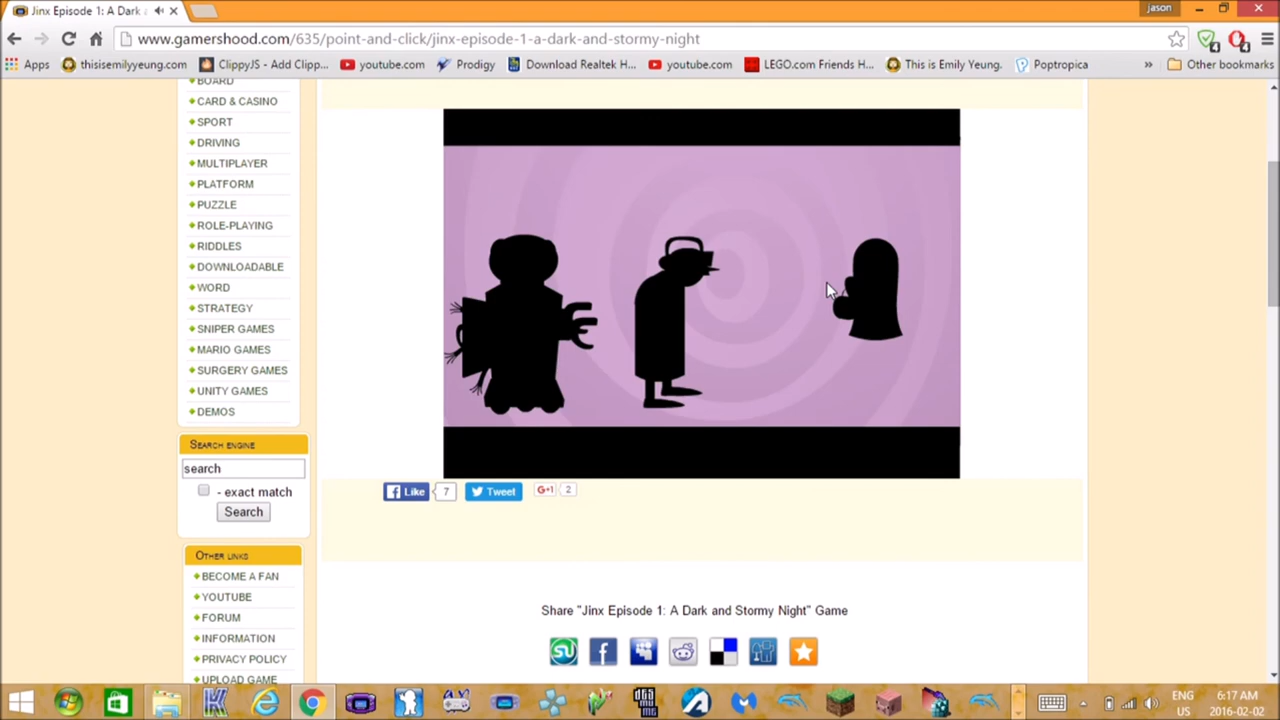 Jinx Episode 1: A Dark a
jason
www.gamershood.com/635/point-and-click/jinx-episode-1-a-dark-and-stormy-night
Apps thisisemilyyeung.com ClippyJS - Add Clipp... youtube.com Prodigy Download Realtek H... youtube.com LEGO.com Friends H... This is Emily Yeung. Poptropica » Other bookmarks
BOARD
CARD & CASINO
SPORT
DRIVING
MULTIPLAYER
PLATFORM
PUZZLE
ROLE-PLAYING
RIDDLES
DOWNLOADABLE
WORD
STRATEGY
SNIPER GAMES
MARIO GAMES
SURGERY GAMES
UNITY GAMES
DEMOS
Search engine
search
- exact match
Search
Like 7 Tweet G+1 2
Other links
BECOME A FAN
YOUTUBE
FORUM
INFORMATION
PRIVACY POLICY
UPLOAD GAME
Share "Jinx Episode 1: A Dark and Stormy Night" Game
ENG
US
6:17 AM
2016-02-02